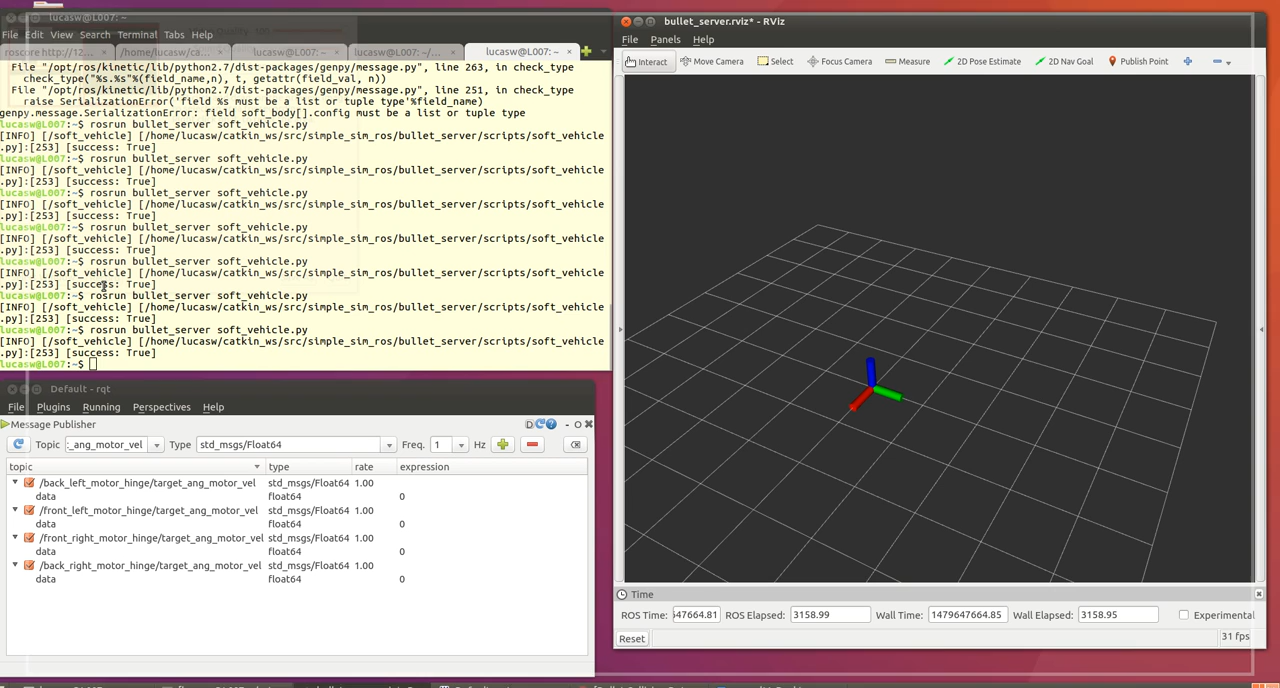 lucasw@L007: ~
File Edit View Search Terminal Tabs Help
roscore http://12... × /home/lucasw/ca... × lucasw@L007: ~ × lucasw@L007: ~/... × lucasw@L007: ~ ×
File "/opt/ros/kinetic/lib/python2.7/dist-packages/genpy/message.py", line 263, in check_type
check_type("%s.%s"%(field_name,n), t, getattr(field_val, n))
File "/opt/ros/kinetic/lib/python2.7/dist-packages/genpy/message.py", line 251, in check_type
raise SerializationError('field %s must be a list or tuple type'%field_name)
genpy.message.SerializationError: field soft_body[].config must be a list or tuple type
lucasw@L007:~$ rosrun bullet_server soft_vehicle.py
[INFO] [/soft_vehicle] [/home/lucasw/catkin_ws/src/simple_sim_ros/bullet_server/scripts/soft_vehicle
.py]:[253] [success: True]
lucasw@L007:~$ rosrun bullet_server soft_vehicle.py
[INFO] [/soft_vehicle] [/home/lucasw/catkin_ws/src/simple_sim_ros/bullet_server/scripts/soft_vehicle
.py]:[253] [success: True]
lucasw@L007:~$ rosrun bullet_server soft_vehicle.py
[INFO] [/soft_vehicle] [/home/lucasw/catkin_ws/src/simple_sim_ros/bullet_server/scripts/soft_vehicle
.py]:[253] [success: True]
lucasw@L007:~$ rosrun bullet_server soft_vehicle.py
[INFO] [/soft_vehicle] [/home/lucasw/catkin_ws/src/simple_sim_ros/bullet_server/scripts/soft_vehicle
.py]:[253] [success: True]
lucasw@L007:~$ rosrun bullet_server soft_vehicle.py
[INFO] [/soft_vehicle] [/home/lucasw/catkin_ws/src/simple_sim_ros/bullet_server/scripts/soft_vehicle
.py]:[253] [success: True]
lucasw@L007:~$ rosrun bullet_server soft_vehicle.py
[INFO] [/soft_vehicle] [/home/lucasw/catkin_ws/src/simple_sim_ros/bullet_server/scripts/soft_vehicle
.py]:[253] [success: True]
lucasw@L007:~$ rosrun bullet_server soft_vehicle.py
[INFO] [/soft_vehicle] [/home/lucasw/catkin_ws/src/simple_sim_ros/bullet_server/scripts/soft_vehicle
.py]:[253] [success: True]
lucasw@L007:~$
Default - rqt
File Plugins Running Perspectives Help
Message Publisher D C ? - O ✖
Topic :_ang_motor_vel Type std_msgs/Float64 Freq. 1 Hz
topic type rate expression
/back_left_motor_hinge/target_ang_motor_vel std_msgs/Float64 1.00
data float64 0
/front_left_motor_hinge/target_ang_motor_vel std_msgs/Float64 1.00
data float64 0
/front_right_motor_hinge/target_ang_motor_vel std_msgs/Float64 1.00
data float64 0
/back_right_motor_hinge/target_ang_motor_vel std_msgs/Float64 1.00
data float64 0
bullet_server.rviz* - RViz
File Panels Help
Interact Move Camera Select Focus Camera Measure 2D Pose Estimate 2D Nav Goal Publish Point
Time
ROS Time: 47664.81 ROS Elapsed: 3158.99 Wall Time: 1479647664.85 Wall Elapsed: 3158.95 Experimental
Reset 31 fps